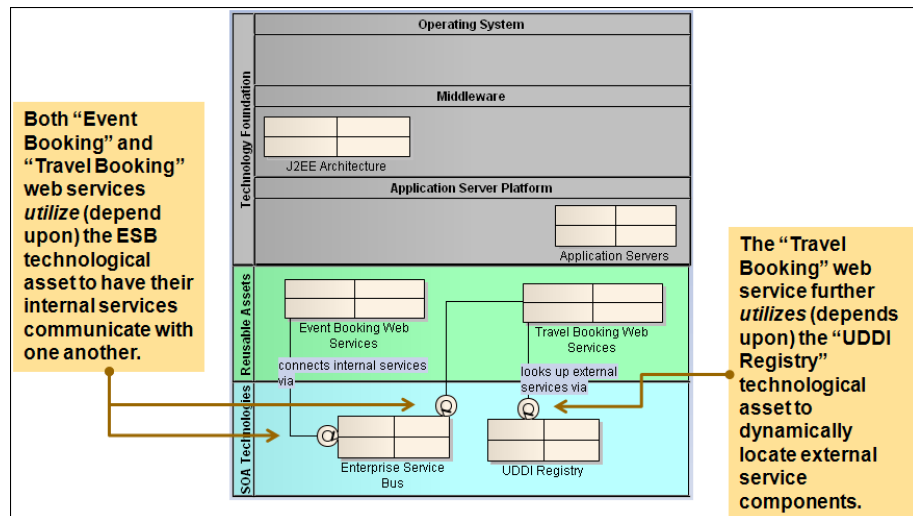 Operating System
Technology Foundation
Middleware
J2EE Architecture
Application Server Platform
Application Servers
Both “Event
Booking” and
“Travel Booking”
web services
utilize (depend
upon) the ESB
technological
asset to have their
internal services
communicate with
one another.
Reusable Assets
Event Booking Web
Services
Travel Booking Web
Services
connects internal services
via
looks up external
services via
SOA Technologies
@
@
@
Enterprise Service
Bus
UDDI Registry
The “Travel
Booking” web
service further
utilizes (depends
upon) the “UDDI
Registry”
technological
asset to
dynamically
locate external
service
components.